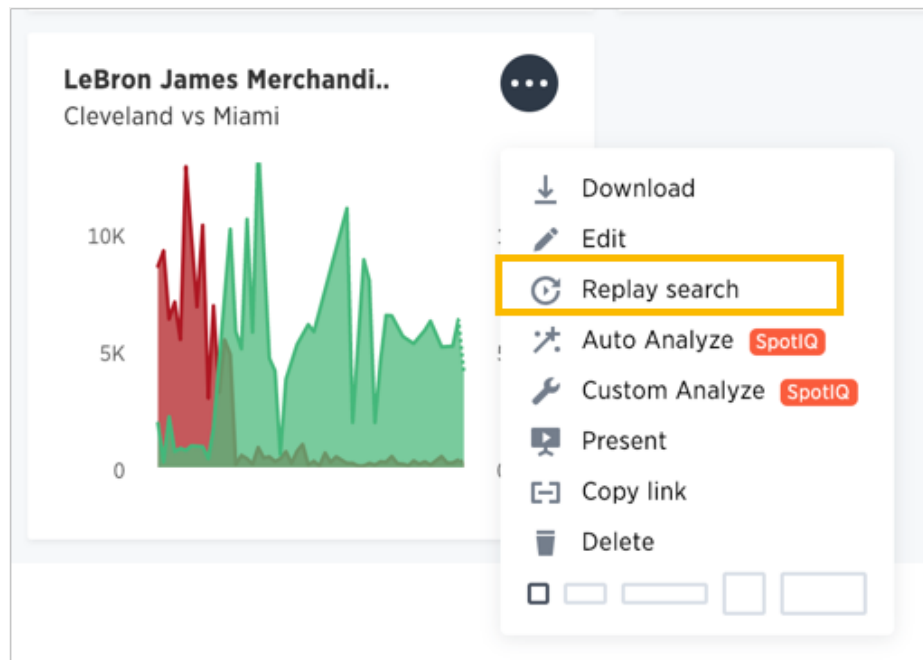 LeBron James Merchandi..
Cleveland vs Miami
10K
5K
0
Download
Edit
Replay search
Auto Analyze SpotIQ
Custom Analyze SpotIQ
Present
Copy link
Delete